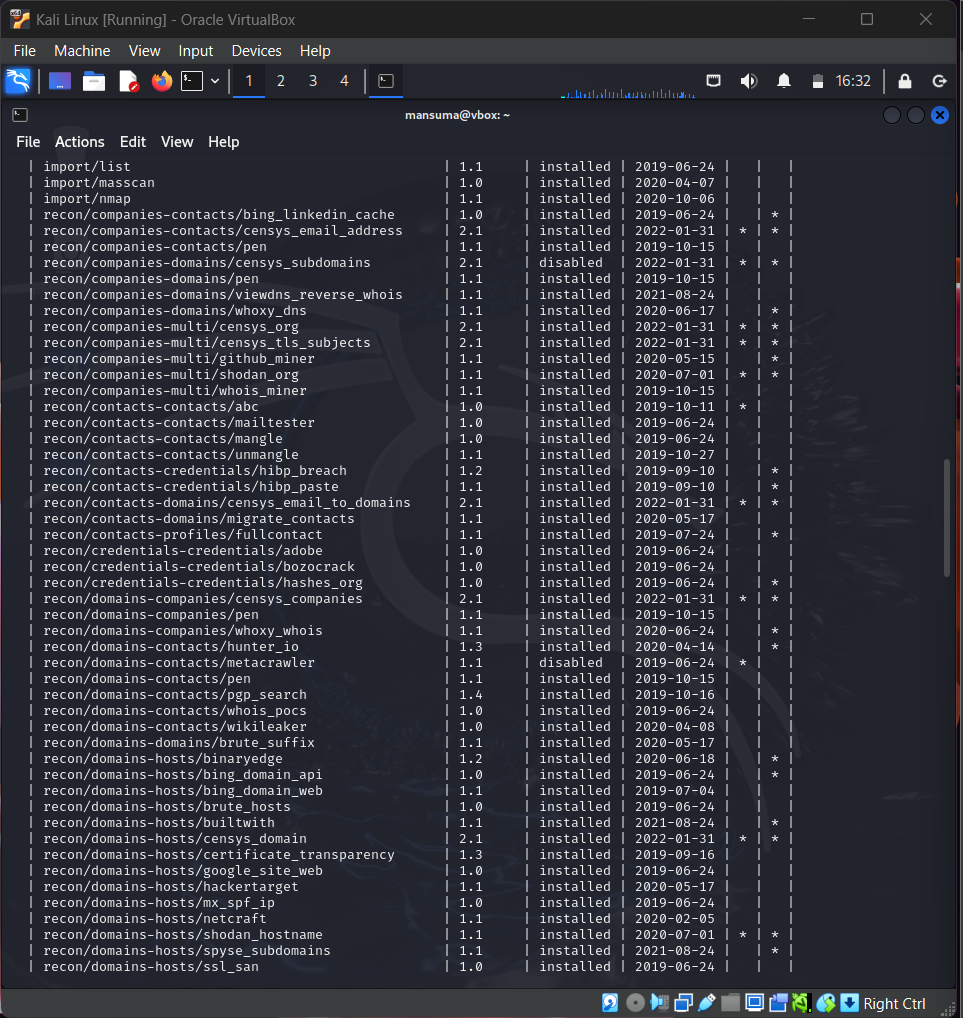 Kali Linux [Running] - Oracle VirtualBox
File Machine View Input Devices Help
1 2 3 4 16:32
mansuma@vbox: ~
File Actions Edit View Help
| import/list | 1.1 | installed | 2019-06-24 | | |
| import/masscan | 1.0 | installed | 2020-04-07 | | |
| import/nmap | 1.1 | installed | 2020-10-06 | | |
| recon/companies-contacts/bing_linkedin_cache | 1.0 | installed | 2019-06-24 | | * |
| recon/companies-contacts/censys_email_address | 2.1 | installed | 2022-01-31 | * | * |
| recon/companies-contacts/pen | 1.1 | installed | 2019-10-15 | | |
| recon/companies-domains/censys_subdomains | 2.1 | disabled | 2022-01-31 | * | * |
| recon/companies-domains/pen | 1.1 | installed | 2019-10-15 | | |
| recon/companies-domains/viewdns_reverse_whois | 1.1 | installed | 2021-08-24 | | |
| recon/companies-domains/whoxy_dns | 1.1 | installed | 2020-06-17 | | * |
| recon/companies-multi/censys_org | 2.1 | installed | 2022-01-31 | * | * |
| recon/companies-multi/censys_tls_subjects | 2.1 | installed | 2022-01-31 | * | * |
| recon/companies-multi/github_miner | 1.1 | installed | 2020-05-15 | | * |
| recon/companies-multi/shodan_org | 1.1 | installed | 2020-07-01 | * | * |
| recon/companies-multi/whois_miner | 1.1 | installed | 2019-10-15 | | |
| recon/contacts-contacts/abc | 1.0 | installed | 2019-10-11 | * | |
| recon/contacts-contacts/mailtester | 1.0 | installed | 2019-06-24 | | |
| recon/contacts-contacts/mangle | 1.0 | installed | 2019-06-24 | | |
| recon/contacts-contacts/unmangle | 1.1 | installed | 2019-10-27 | | |
| recon/contacts-credentials/hibp_breach | 1.2 | installed | 2019-09-10 | | * |
| recon/contacts-credentials/hibp_paste | 1.1 | installed | 2019-09-10 | | * |
| recon/contacts-domains/censys_email_to_domains | 2.1 | installed | 2022-01-31 | * | * |
| recon/contacts-domains/migrate_contacts | 1.1 | installed | 2020-05-17 | | |
| recon/contacts-profiles/fullcontact | 1.1 | installed | 2019-07-24 | | * |
| recon/credentials-credentials/adobe | 1.0 | installed | 2019-06-24 | | |
| recon/credentials-credentials/bozocrack | 1.0 | installed | 2019-06-24 | | |
| recon/credentials-credentials/hashes_org | 1.0 | installed | 2019-06-24 | | * |
| recon/domains-companies/censys_companies | 2.1 | installed | 2022-01-31 | * | * |
| recon/domains-companies/pen | 1.1 | installed | 2019-10-15 | | |
| recon/domains-companies/whoxy_whois | 1.1 | installed | 2020-06-24 | | * |
| recon/domains-contacts/hunter_io | 1.3 | installed | 2020-04-14 | | * |
| recon/domains-contacts/metacrawler | 1.1 | disabled | 2019-06-24 | * | |
| recon/domains-contacts/pen | 1.1 | installed | 2019-10-15 | | |
| recon/domains-contacts/pgp_search | 1.4 | installed | 2019-10-16 | | |
| recon/domains-contacts/whois_pocs | 1.0 | installed | 2019-06-24 | | |
| recon/domains-contacts/wikileaker | 1.0 | installed | 2020-04-08 | | |
| recon/domains-domains/brute_suffix | 1.1 | installed | 2020-05-17 | | |
| recon/domains-hosts/binaryedge | 1.2 | installed | 2020-06-18 | | * |
| recon/domains-hosts/bing_domain_api | 1.0 | installed | 2019-06-24 | | * |
| recon/domains-hosts/bing_domain_web | 1.1 | installed | 2019-07-04 | | |
| recon/domains-hosts/brute_hosts | 1.0 | installed | 2019-06-24 | | |
| recon/domains-hosts/builtwith | 1.1 | installed | 2021-08-24 | | * |
| recon/domains-hosts/censys_domain | 2.1 | installed | 2022-01-31 | * | * |
| recon/domains-hosts/certificate_transparency | 1.3 | installed | 2019-09-16 | | |
| recon/domains-hosts/google_site_web | 1.0 | installed | 2019-06-24 | | |
| recon/domains-hosts/hackertarget | 1.1 | installed | 2020-05-17 | | |
| recon/domains-hosts/mx_spf_ip | 1.0 | installed | 2019-06-24 | | |
| recon/domains-hosts/netcraft | 1.1 | installed | 2020-02-05 | | |
| recon/domains-hosts/shodan_hostname | 1.1 | installed | 2020-07-01 | * | * |
| recon/domains-hosts/spyse_subdomains | 1.1 | installed | 2021-08-24 | | * |
| recon/domains-hosts/ssl_san | 1.0 | installed | 2019-06-24 | | |
Right Ctrl